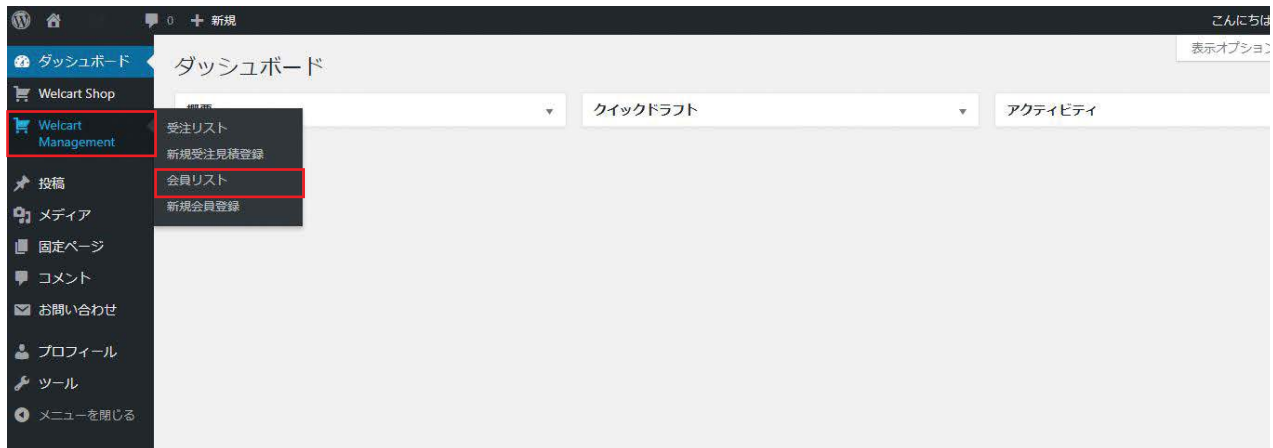 0 新規
こんにちは
表示オプション
ダッシュボード
Welcart Shop
Welcart
Management
投稿
メディア
固定ページ
コメント
お問い合わせ
プロフィール
ツール
メニューを閉じる
受注リスト
新規受注見積登録
会員リスト
新規会員登録
ダッシュボード
概要
クイックドラフト
アクティビティ